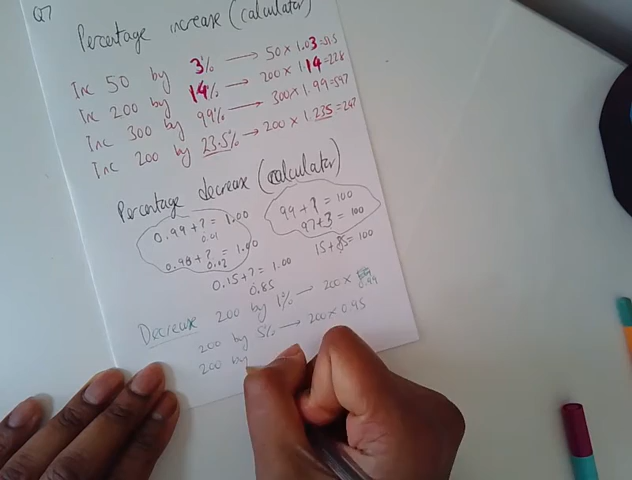 Q7
Percentage increase (calculator)
Inc 50 by 3% → 50 × 1.03 = 51.5
Inc 200 by 14% → 200 × 1.14 = 228
Inc 300 by 99% → 300 × 1.99 = 597
Inc 200 by 23.5% → 200 × 1.235 = 247
Percentage decrease (calculator)
0.99 + ? = 1.00
0.01
0.98 + ? = 1.00
0.02
99 + ? = 100
97 + 3 = 100
0.15 + ? = 1.00
0.85
15 + 85 = 100
Decrease 200 by 1% → 200 × 0.99
200 by 5% → 200 × 0.95
200 by